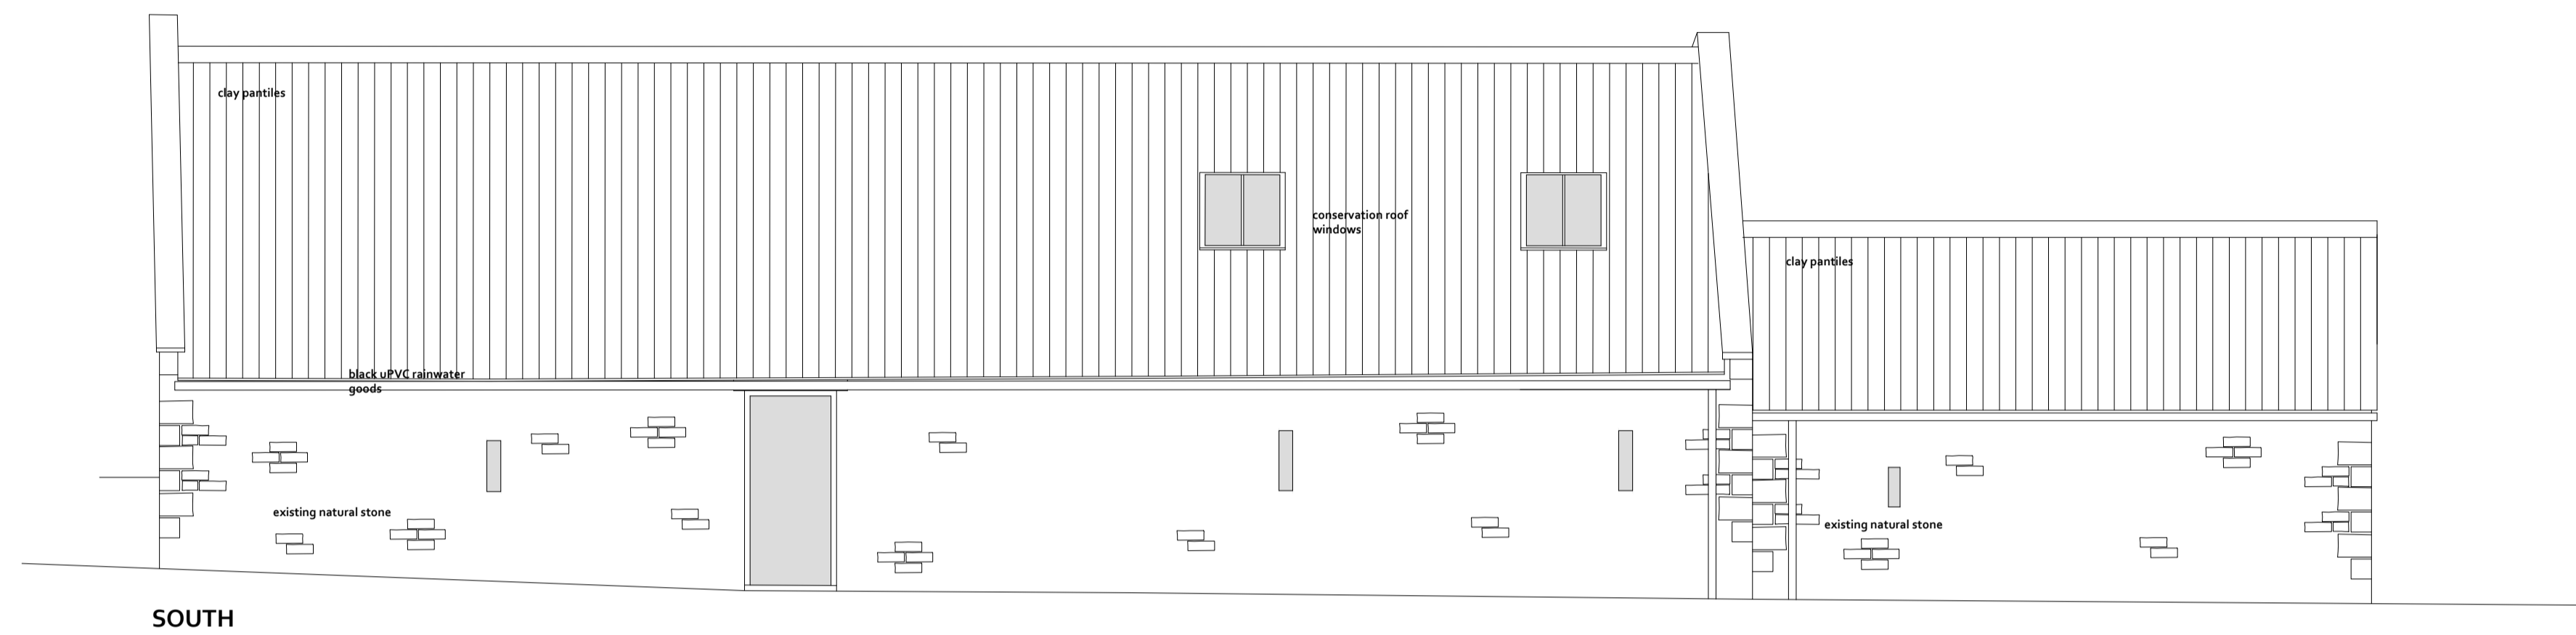 clay pantiles
conservation roof
windows
clay pantiles
black uPVC rainwater
goods
existing natural stone
existing natural stone
SOUTH